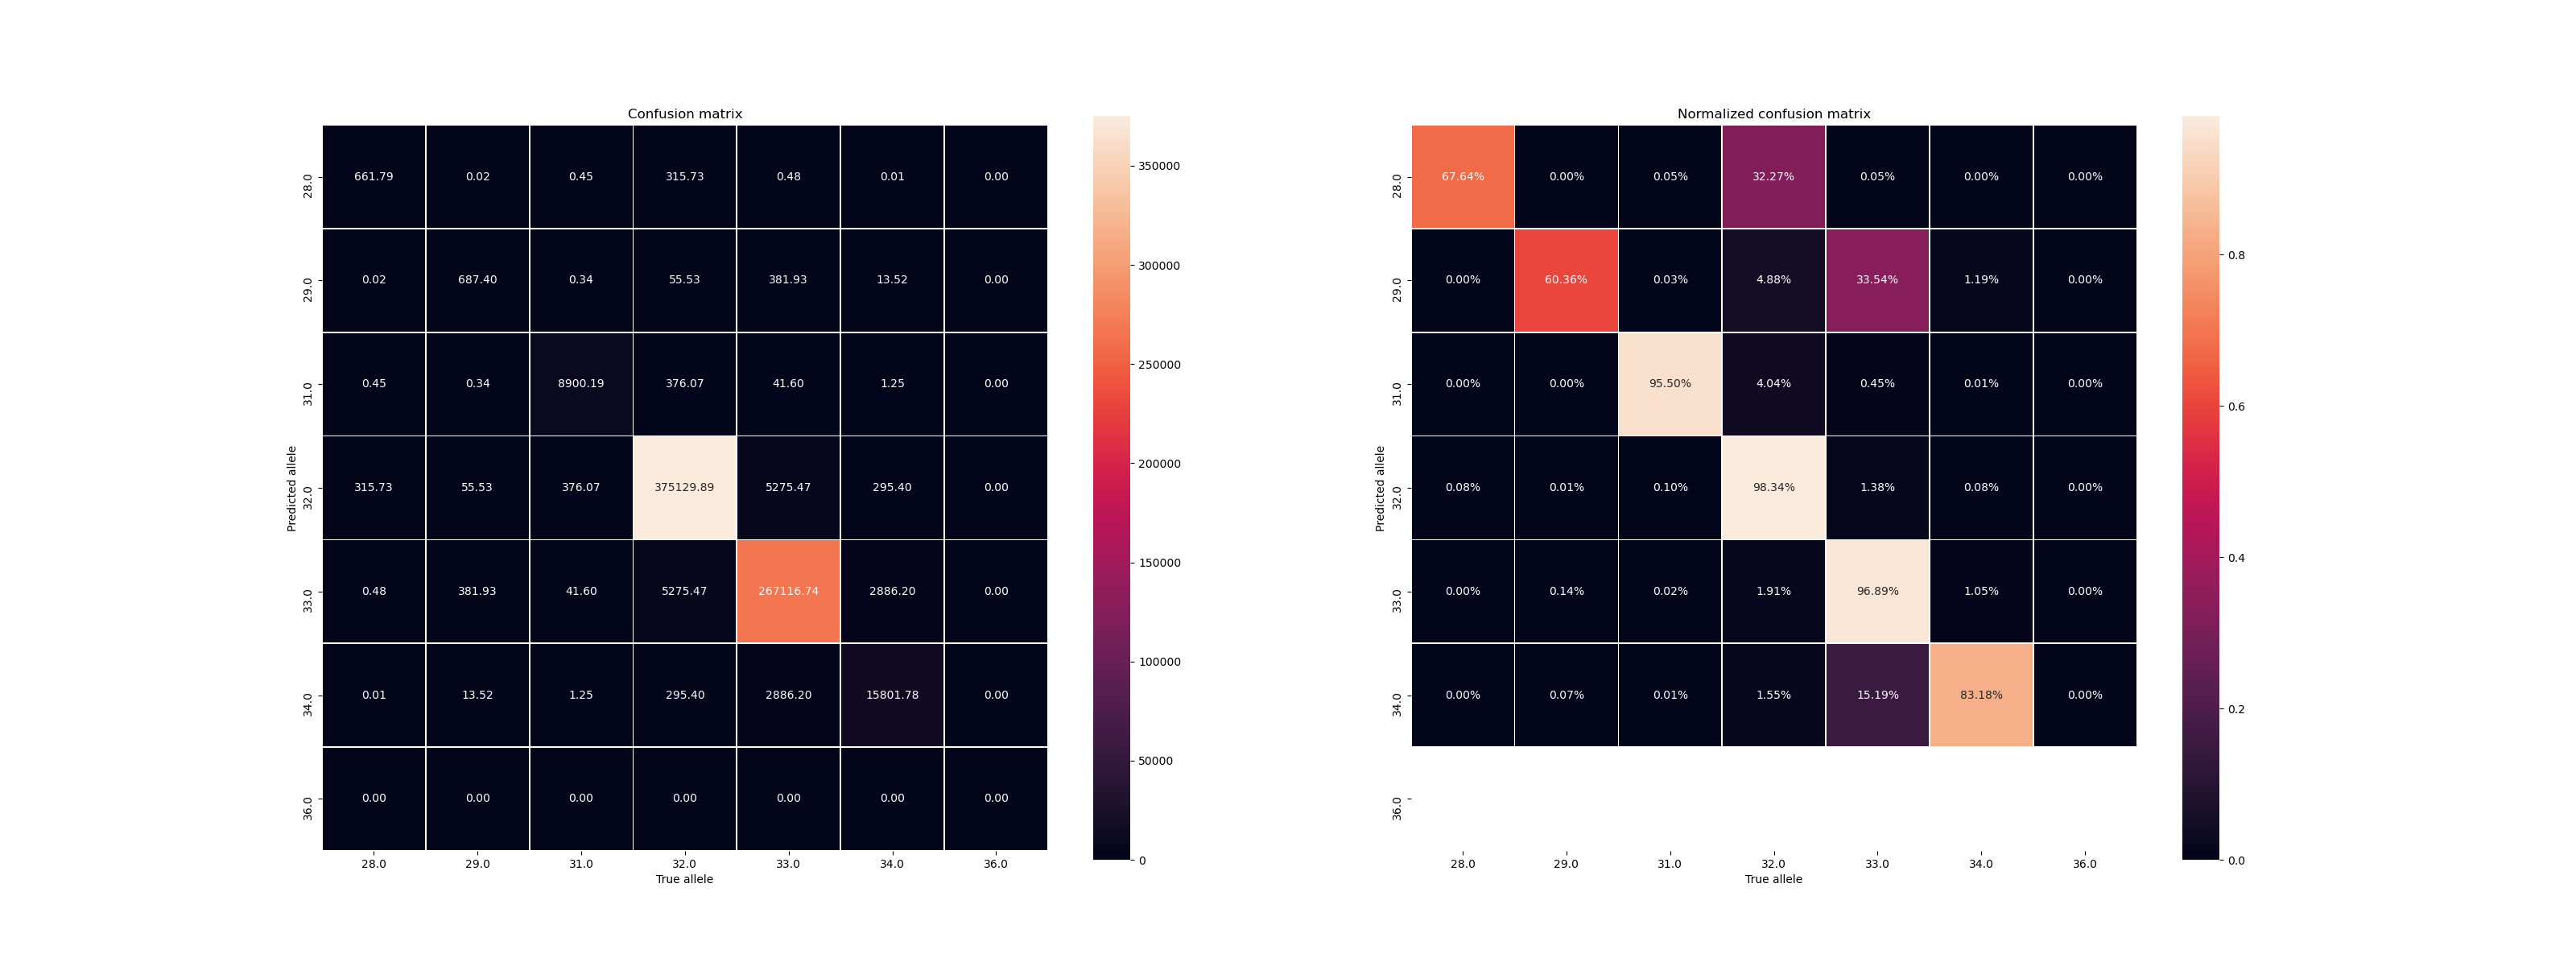 Confusion matrix
28.0 661.79 0.02 0.45 315.73 0.48 0.01 0.00
29.0 0.02 687.40 0.34 55.53 381.93 13.52 0.00
31.0 0.45 0.34 8900.19 376.07 41.60 1.25 0.00
32.0 315.73 55.53 376.07 375129.89 5275.47 295.40 0.00
33.0 0.48 381.93 41.60 5275.47 267116.74 2886.20 0.00
34.0 0.01 13.52 1.25 295.40 2886.20 15801.78 0.00
36.0 0.00 0.00 0.00 0.00 0.00 0.00 0.00
28.0 29.0 31.0 32.0 33.0 34.0 36.0
True allele
Predicted allele
350000
300000
250000
200000
150000
100000
50000
0
Normalized confusion matrix
28.0 67.64% 0.00% 0.05% 32.27% 0.05% 0.00% 0.00%
29.0 0.00% 60.36% 0.03% 4.88% 33.54% 1.19% 0.00%
31.0 0.00% 0.00% 95.50% 4.04% 0.45% 0.01% 0.00%
32.0 0.08% 0.01% 0.10% 98.34% 1.38% 0.08% 0.00%
33.0 0.00% 0.14% 0.02% 1.91% 96.89% 1.05% 0.00%
34.0 0.00% 0.07% 0.01% 1.55% 15.19% 83.18% 0.00%
36.0
28.0 29.0 31.0 32.0 33.0 34.0 36.0
True allele
Predicted allele
0.8
0.6
0.4
0.2
0.0